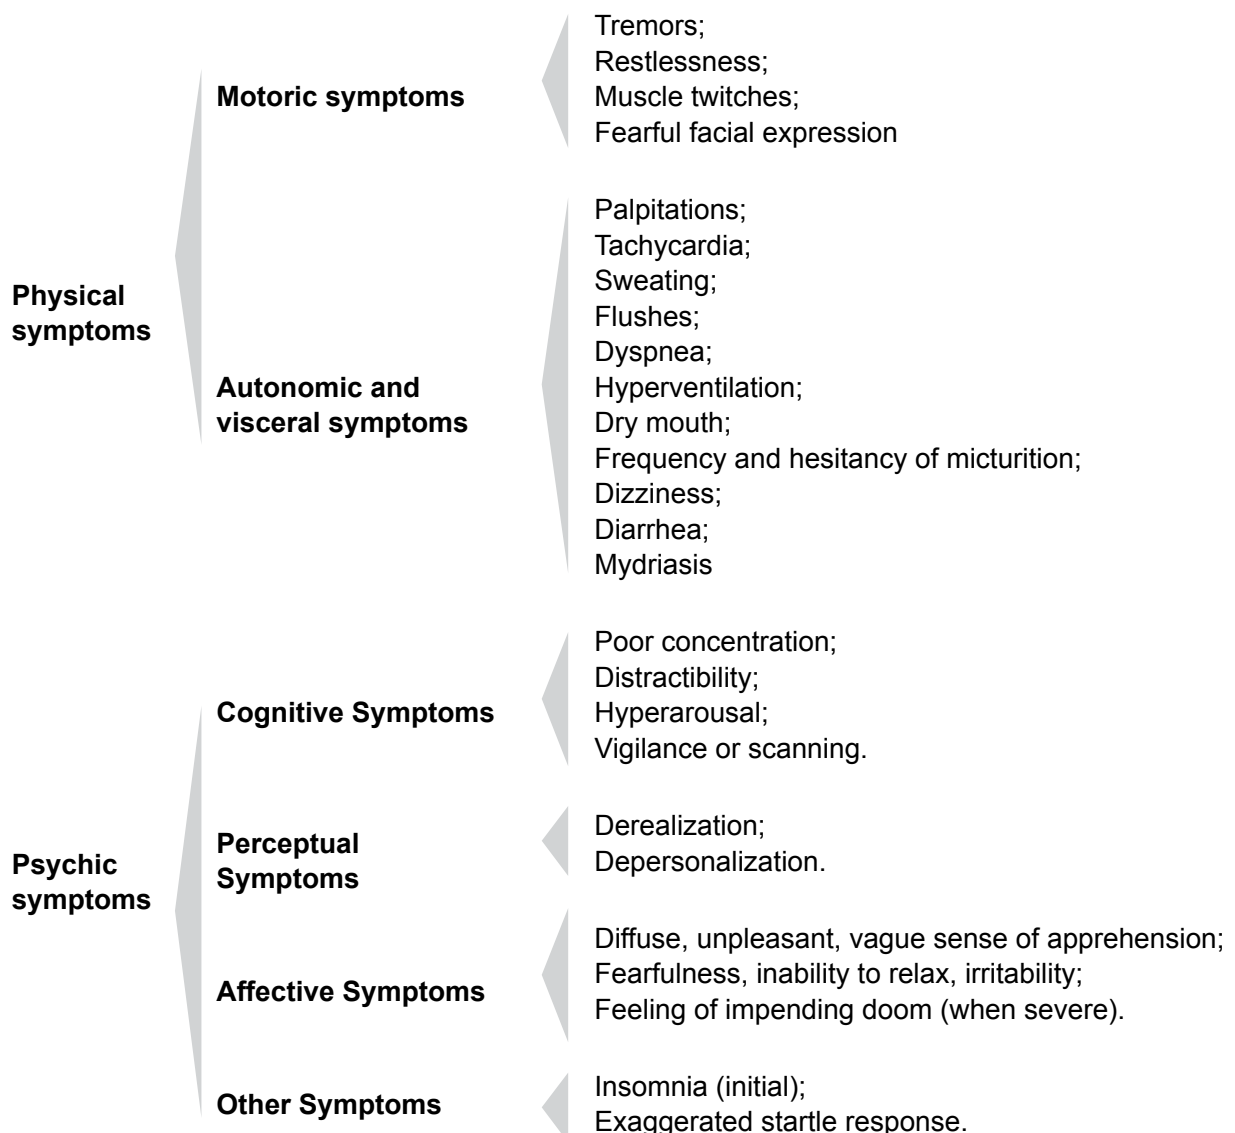 Physical
symptoms
Motoric symptoms
Tremors;
Restlessness;
Muscle twitches;
Fearful facial expression
Autonomic and
visceral symptoms
Palpitations;
Tachycardia;
Sweating;
Flushes;
Dyspnea;
Hyperventilation;
Dry mouth;
Frequency and hesitancy of micturition;
Dizziness;
Diarrhea;
Mydriasis
Psychic
symptoms
Cognitive Symptoms
Poor concentration;
Distractibility;
Hyperarousal;
Vigilance or scanning.
Perceptual
Symptoms
Derealization;
Depersonalization.
Affective Symptoms
Diffuse, unpleasant, vague sense of apprehension;
Fearfulness, inability to relax, irritability;
Feeling of impending doom (when severe).
Other Symptoms
Insomnia (initial);
Exaggerated startle response.